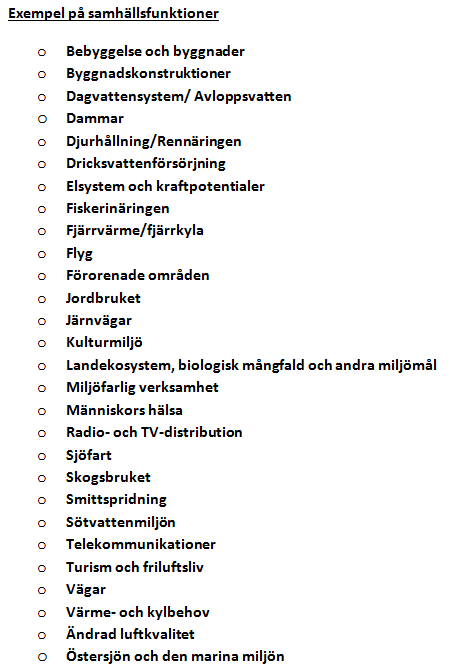 Exempel på samhällsfunktioner
o Bebyggelse och byggnader
o Byggnadskonstruktioner
o Dagvattensystem/ Avloppsvatten
o Dammar
o Djurhållning/Rennäringen
o Dricksvattenförsörjning
o Elsystem och kraftpotentialer
o Fiskerinäringen
o Fjärrvärme/fjärrkyla
o Flyg
o Förorenade områden
o Jordbruket
o Järnvägar
o Kulturmiljö
o Landekosystem, biologisk mångfald och andra miljömål
o Miljöfarlig verksamhet
o Människors hälsa
o Radio- och TV-distribution
o Sjöfart
o Skogsbruket
o Smittspridning
o Sötvattenmiljön
o Telekommunikationer
o Turism och friluftsliv
o Vägar
o Värme- och kylbehov
o Ändrad luftkvalitet
o Östersjön och den marina miljön